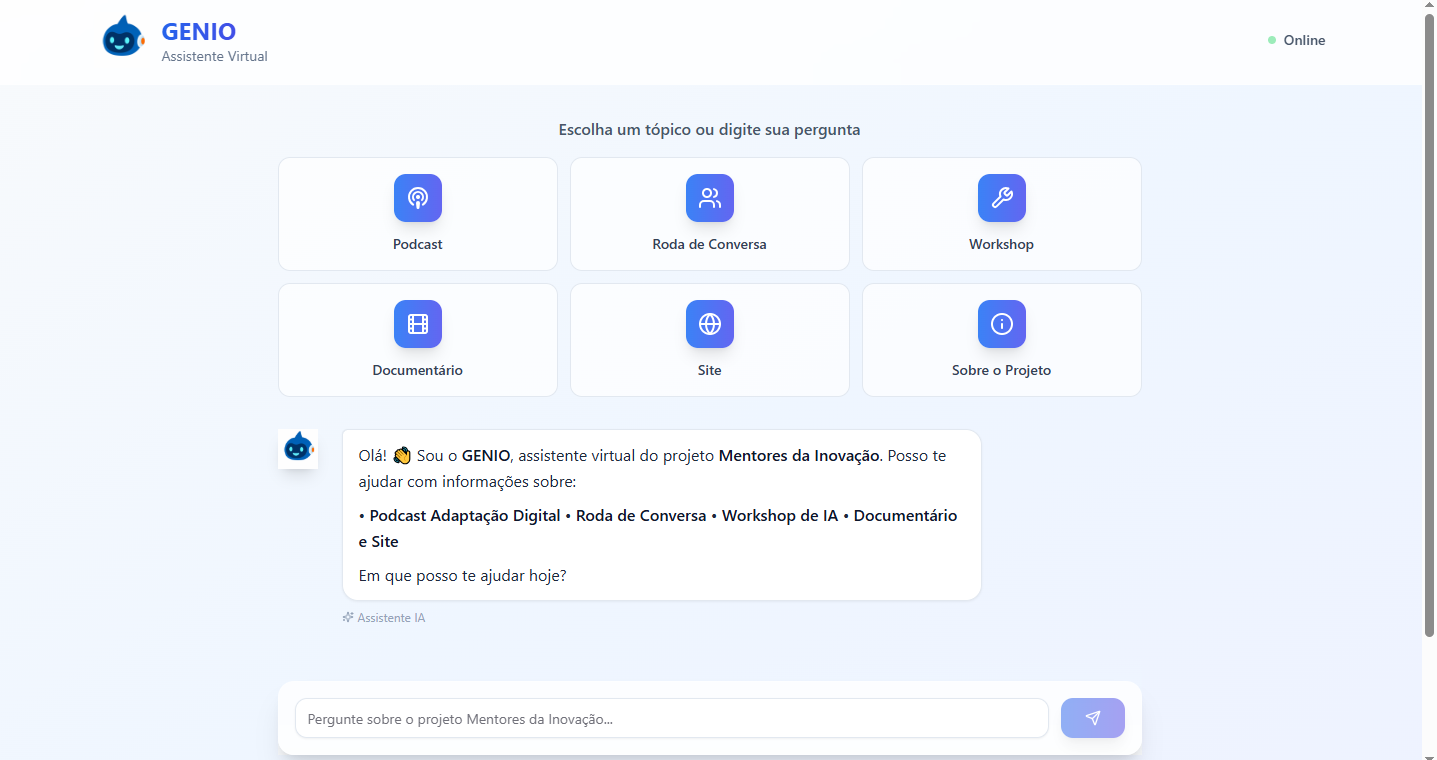 GENIO
Assistente Virtual
Online
Escolha um tópico ou digite sua pergunta
Podcast
Roda de Conversa
Workshop
Documentário
Site
Sobre o Projeto
Olá! 👋 Sou o GENIO, assistente virtual do projeto Mentores da Inovação. Posso te
ajudar com informações sobre:
• Podcast Adaptação Digital • Roda de Conversa • Workshop de IA • Documentário
e Site
Em que posso te ajudar hoje?
Assistente IA
Pergunte sobre o projeto Mentores da Inovação...